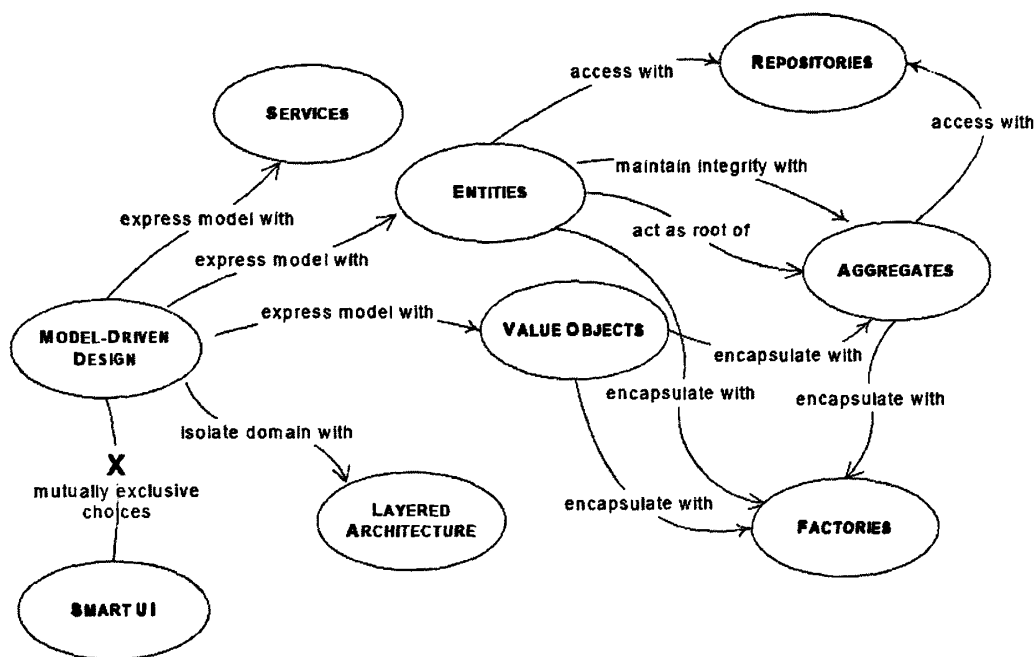 REPOSITORIES
access with
SERVICES
access with
maintain integrity with
ENTITIES
express model with
act as root of
express model with
AGGREGATES
express model with
VALUE OBJECTS
MODEL-DRIVEN
DESIGN
encapsulate with
encapsulate with
encapsulate with
isolate domain with
X
mutually exclusive
choices
encapsulate with
LAYERED
ARCHITECTURE
FACTORIES
SMART UI